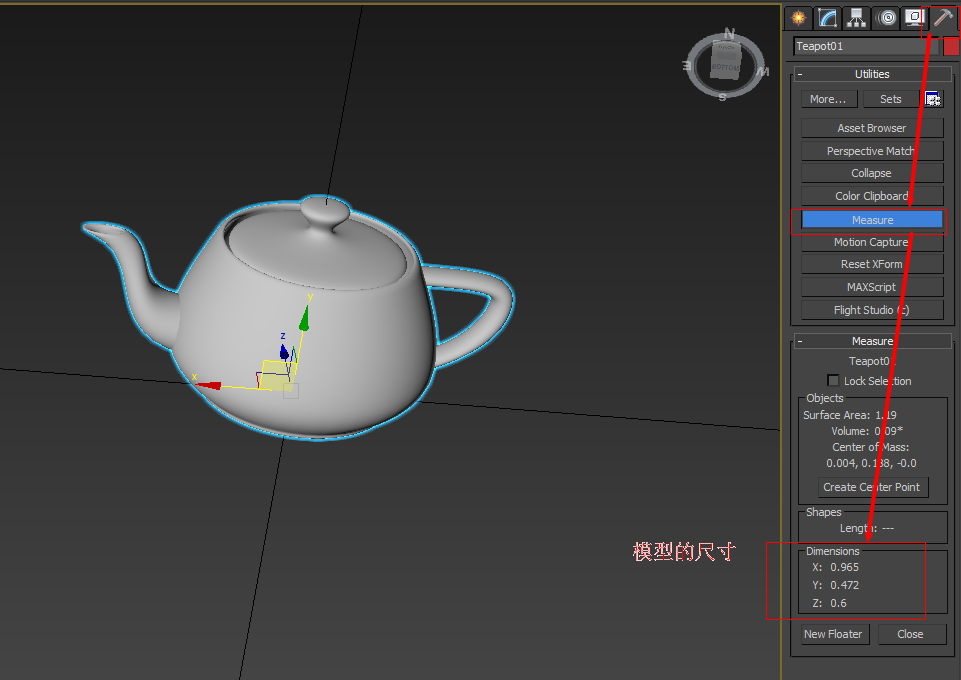 N
W
S
E
BOTTOM
Z
Y
X
模型的尺寸
Teapot01
- Utilities
More... Sets
Asset Browser
Perspective Match
Collapse
Color Clipboard
Measure
Motion Capture
Reset XForm
MAXScript
Flight Studio (c)
- Measure
Teapot01
Lock Selection
Objects
Surface Area: 1.19
Volume: 0.09*
Center of Mass:
0.004, 0.188, -0.0
Create Center Point
Shapes
Length: ---
Dimensions
X: 0.965
Y: 0.472
Z: 0.6
New Floater Close